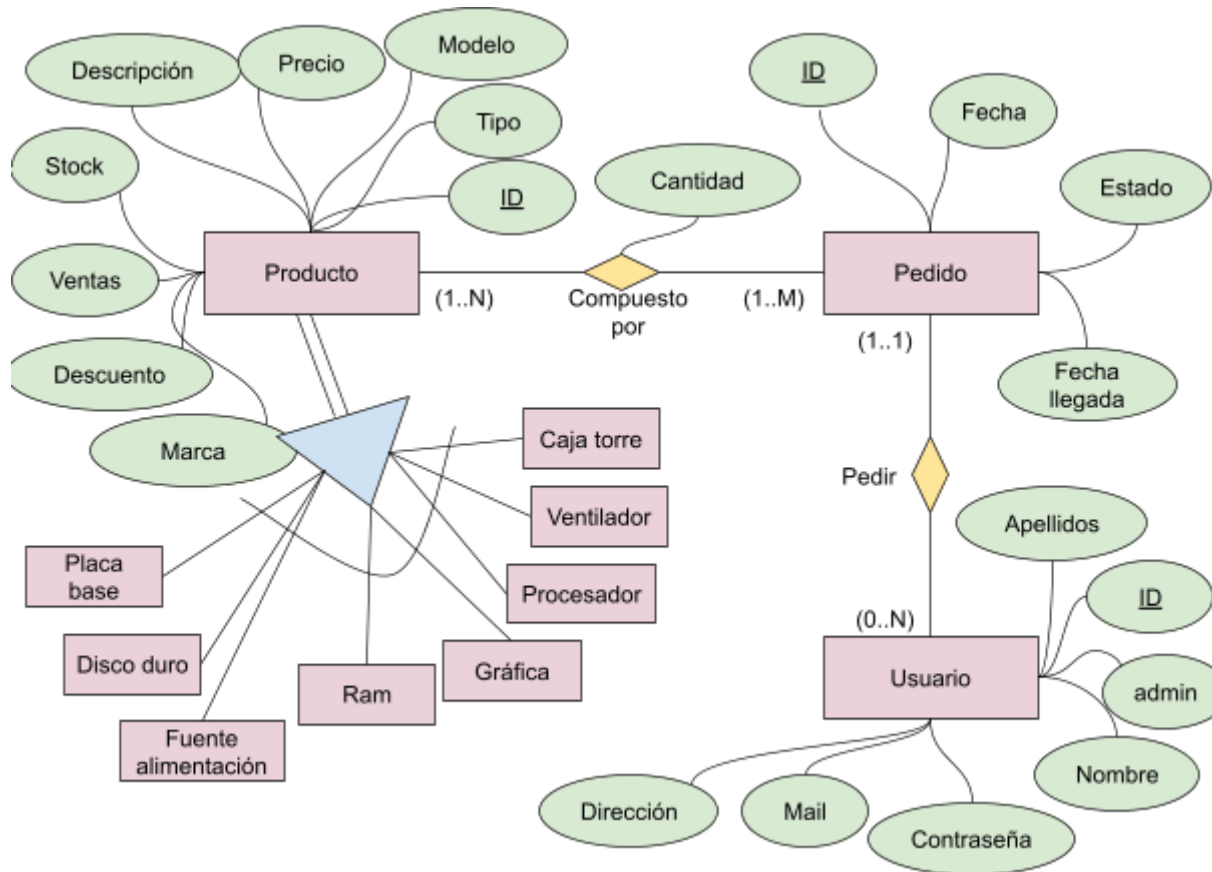 Descripción
Precio
Modelo
Tipo
ID
Stock
Ventas
Descuento
Marca
Producto
(1..N)
Cantidad
Compuesto
por
(1..M)
ID
Fecha
Estado
Pedido
Fecha
llegada
(1..1)
Pedir
(0..N)
Caja torre
Ventilador
Procesador
Gráfica
Ram
Placa
base
Disco duro
Fuente
alimentación
Apellidos
ID
admin
Nombre
Usuario
Dirección
Mail
Contraseña